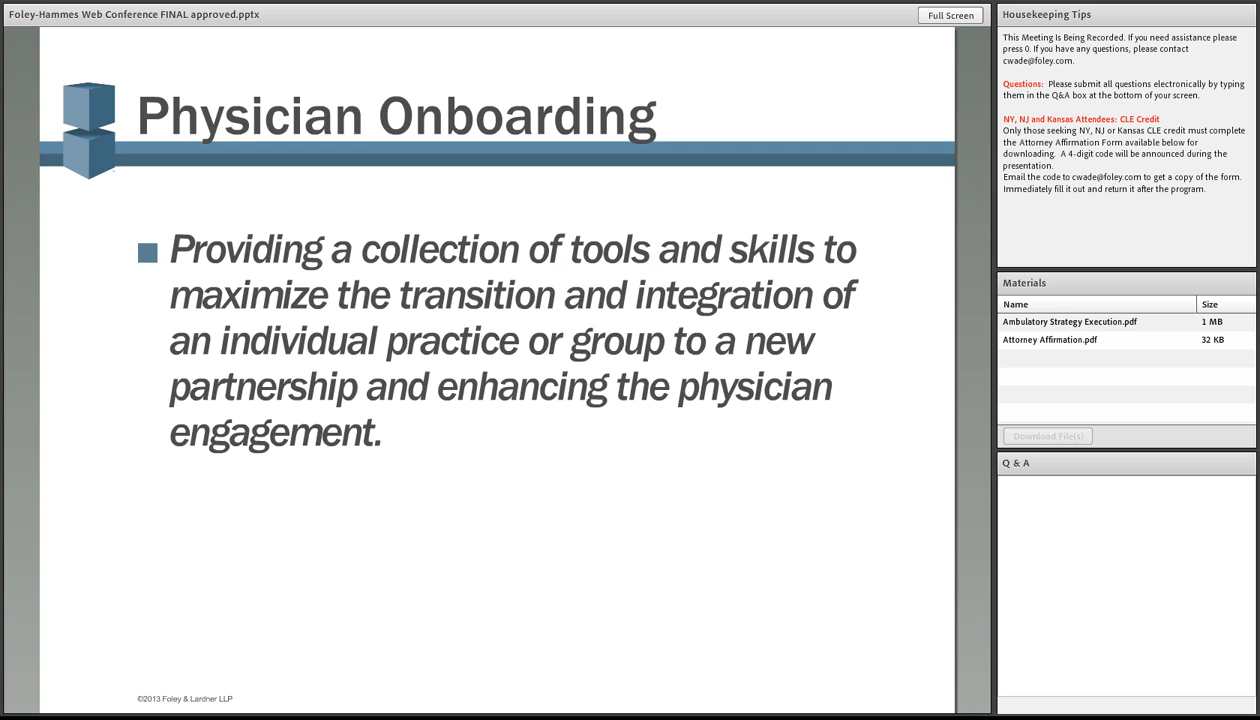 Foley-Hammes Web Conference FINAL approved.pptx
Full Screen
Physician Onboarding
Providing a collection of tools and skills to
maximize the transition and integration of
an individual practice or group to a new
partnership and enhancing the physician
engagement.
©2013 Foley & Lardner LLP
Housekeeping Tips
This Meeting Is Being Recorded. If you need assistance please
press 0. If you have any questions, please contact
cwade@foley.com.
Questions: Please submit all questions electronically by typing
them in the Q&A box at the bottom of your screen.
NY, NJ and Kansas Attendees: CLE Credit
Only those seeking NY, NJ or Kansas CLE credit must complete
the Attorney Affirmation Form available below for
downloading. A 4-digit code will be announced during the
presentation.
Email the code to cwade@foley.com to get a copy of the form.
Immediately fill it out and return it after the program.
Materials
Name Size
Ambulatory Strategy Execution.pdf 1 MB
Attorney Affirmation.pdf 32 KB
Download File(s)
Q & A